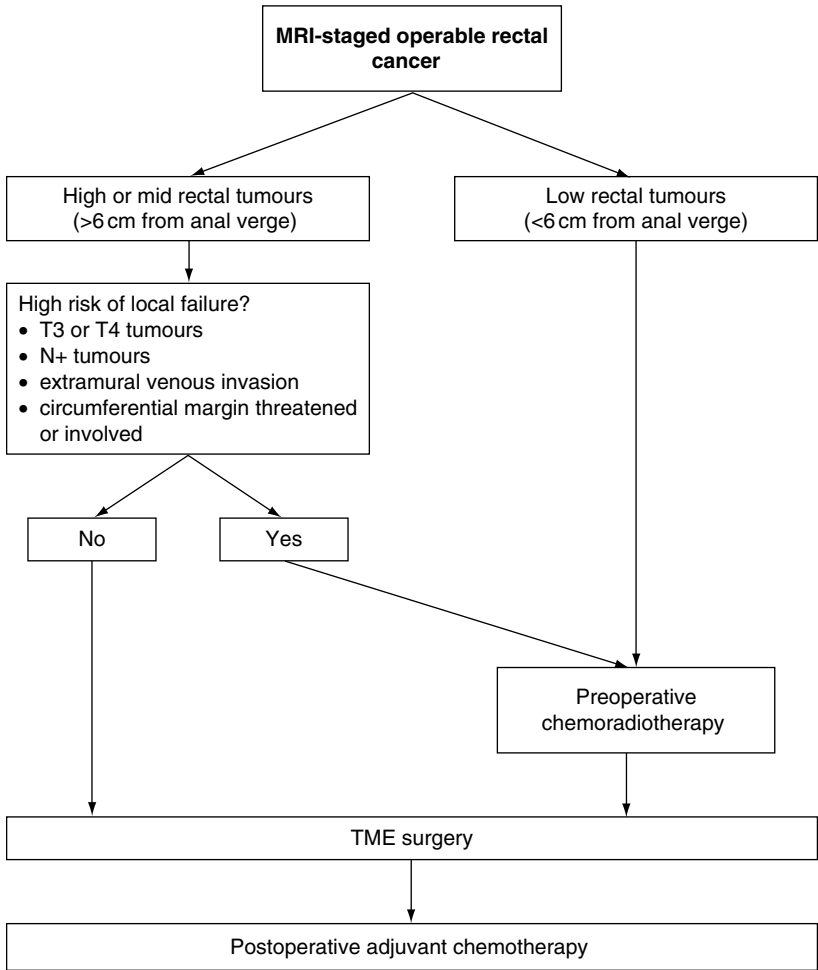 MRI-staged operable rectal
cancer
High or mid rectal tumours
(>6 cm from anal verge)
Low rectal tumours
(<6 cm from anal verge)
High risk of local failure?
• T3 or T4 tumours
• N+ tumours
• extramural venous invasion
• circumferential margin threatened
or involved
No
Yes
Preoperative
chemoradiotherapy
TME surgery
Postoperative adjuvant chemotherapy